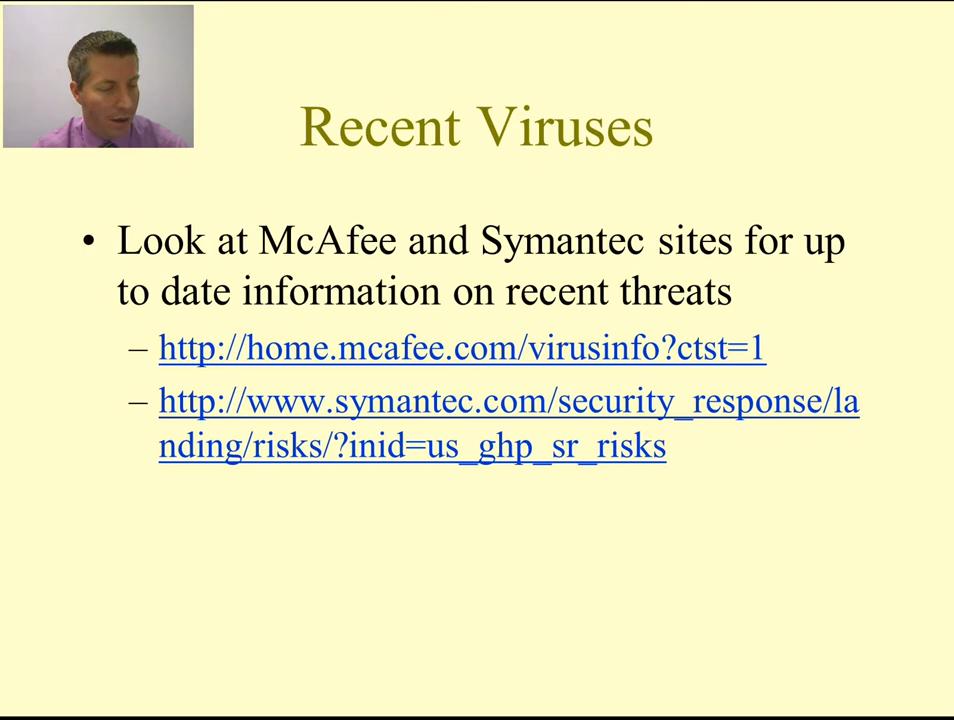 Recent Viruses
• Look at McAfee and Symantec sites for up
to date information on recent threats
– http://home.mcafee.com/virusinfo?ctst=1
– http://www.symantec.com/security_response/la
nding/risks/?inid=us_ghp_sr_risks